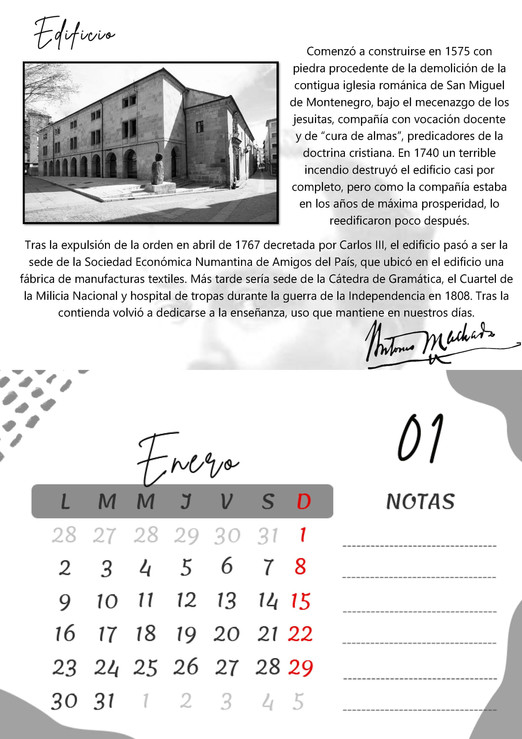 Edificio
Comenzó a construirse en 1575 con
piedra procedente de la demolición de la
contigua iglesia románica de San Miguel
de Montenegro, bajo el mecenazgo de los
jesuitas, compañía con vocación docente
y de “cura de almas”, predicadores de la
doctrina cristiana. En 1740 un terrible
incendio destruyó el edificio casi por
completo, pero como la compañía estaba
en los años de máxima prosperidad, lo
reedificaron poco después.
Tras la expulsión de la orden en abril de 1767 decretada por Carlos III, el edificio pasó a ser la
sede de la Sociedad Económica Numantina de Amigos del País, que ubicó en el edificio una
fábrica de manufacturas textiles. Más tarde sería sede de la Cátedra de Gramática, el Cuartel de
la Milicia Nacional y hospital de tropas durante la guerra de la Independencia en 1808. Tras la
contienda volvió a dedicarse a la enseñanza, uso que mantiene en nuestros días.
Antonio Machado
01
Enero
L M M J V S D
28 27 28 29 30 31 1
2 3 4 5 6 7 8
9 10 11 12 13 14 15
16 17 18 19 20 21 22
23 24 25 26 27 28 29
30 31 1 2 3 4 5
NOTAS